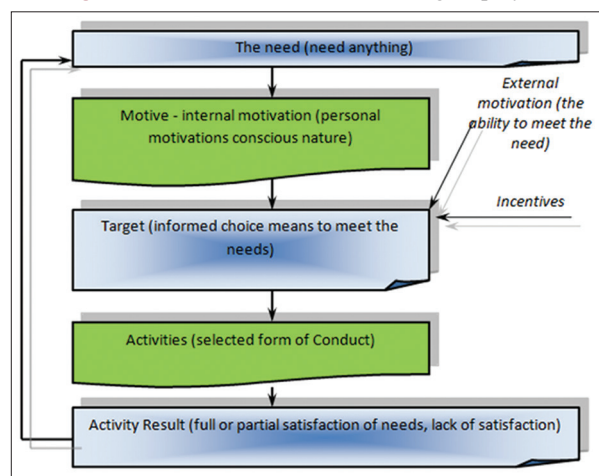 The need (need anything)
External
motivation (the
ability to meet the
need)
Motive - internal motivation (personal
motivations conscious nature)
Incentives
Target (informed choice means to meet the
needs)
Activities (selected form of Conduct)
Activity Result (full or partial satisfaction of needs, lack of satisfaction)